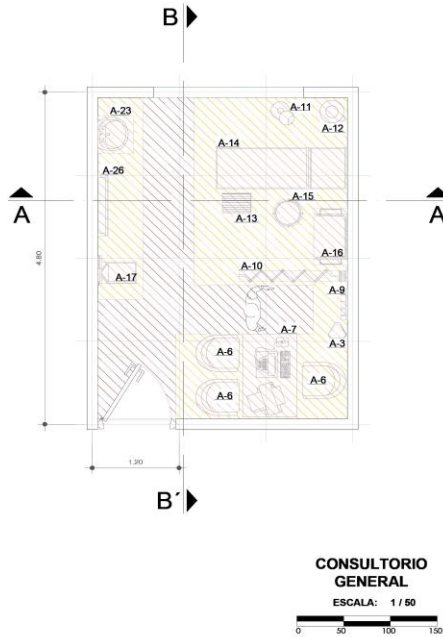 B
A-23
A-11
A-12
A-14
A-26
A-15
A
A
A-13
A-16
4.80
A-10
A-17
A-9
A-7
A-3
A-6
A-6
A-6
1.20
B´
CONSULTORIO
GENERAL
ESCALA: 1 / 50
0 50 100 150